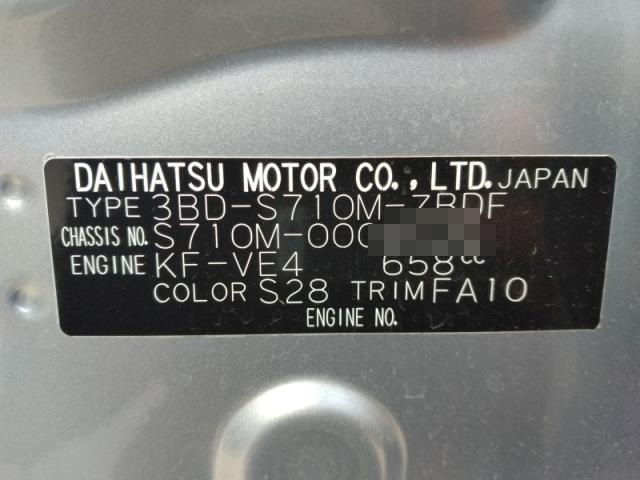 DAIHATSU MOTOR CO., LTD. JAPAN
TYPE 3BD-S710M-ZBDF
CHASSIS NO. S710M-000
ENGINE KF-VE4 658cc
COLOR S28 TRIM FA10
ENGINE NO.